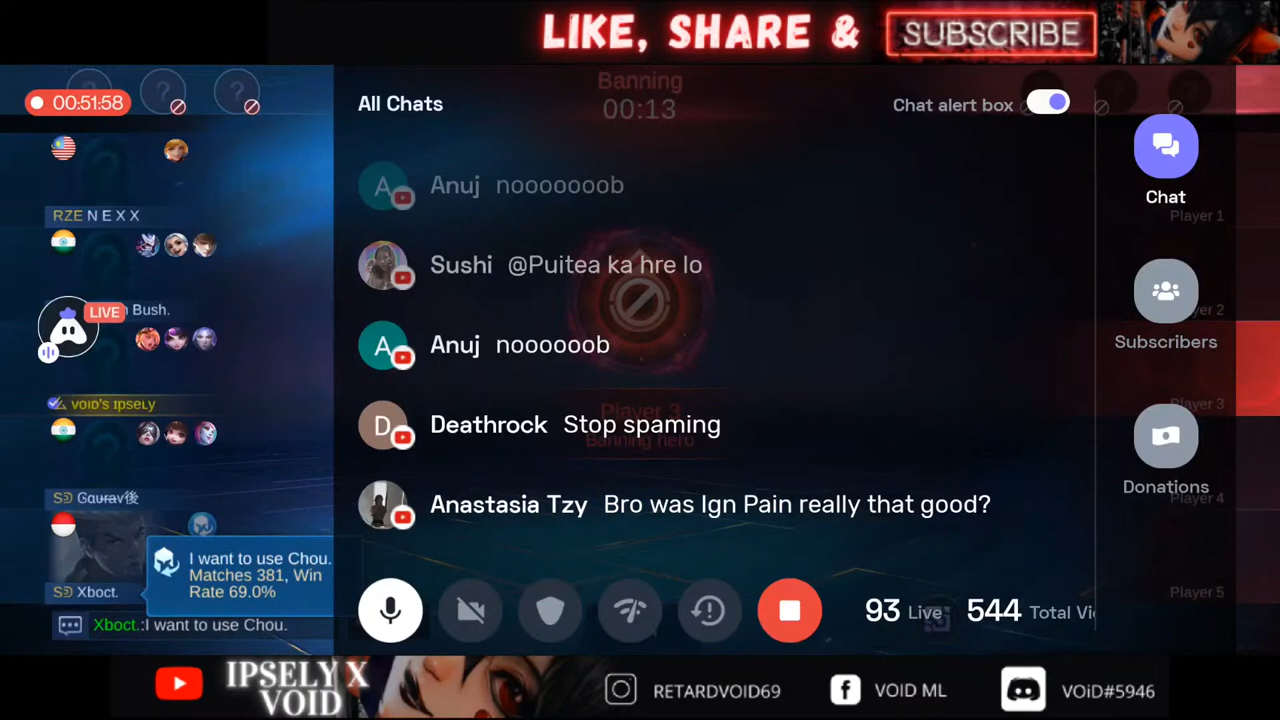 LIKE, SHARE & SUBSCRIBE
00:51:58
Banning
00:13
All Chats
Chat alert box
Anuj nooooooob
Chat
RZE N E X X
Player 1
Sushi @Puitea ka hre lo
LIVE
Bush.
Player 2
Anuj noooooob
Subscribers
VOID's Ipsely
Player 3
Banning hero
Player 3
Deathrock Stop spaming
Donations
SD Gaurav後
Player 4
Anastasia Tzy Bro was Ign Pain really that good?
I want to use Chou.
Matches 381, Win
Rate 69.0%
SD Xboct.
Player 5
Xboct.:I want to use Chou.
93 Live
544 Total Vi
IPSELY X
VOID
RETARDVOID69
VOID ML
VOiD#5946